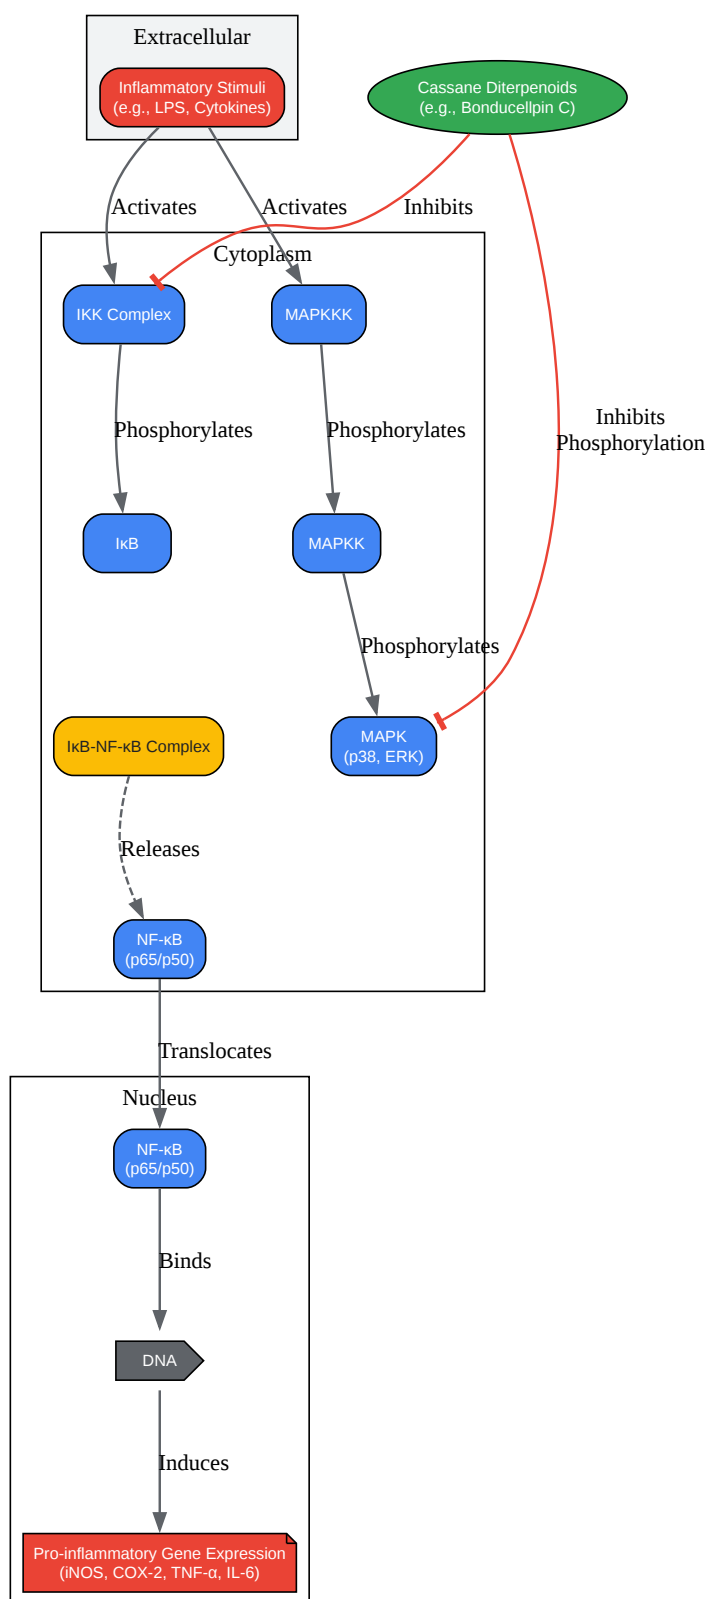 Extracellular
Inflammatory Stimuli
(e.g., LPS, Cytokines)
Cassane Diterpenoids
(e.g., Bonducellpin C)
Activates
Activates
Inhibits
Cytoplasm
IKK Complex
MAPKKK
Phosphorylates
Phosphorylates
Inhibits
Phosphorylation
IκB
MAPKK
Phosphorylates
IκB-NF-κB Complex
MAPK
(p38, ERK)
Releases
NF-κB
(p65/p50)
Translocates
Nucleus
NF-κB
(p65/p50)
Binds
DNA
Induces
Pro-inflammatory Gene Expression
(iNOS, COX-2, TNF-α, IL-6)